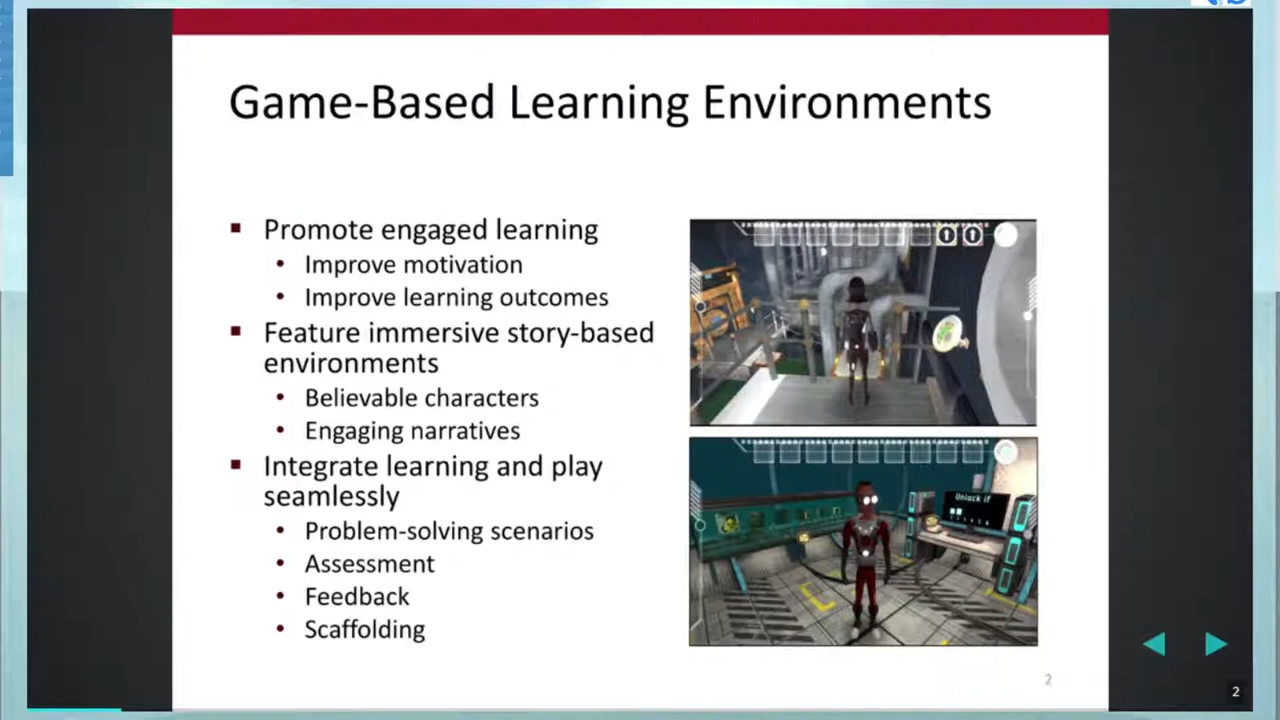 Game-Based Learning Environments
▪ Promote engaged learning
• Improve motivation
• Improve learning outcomes
▪ Feature immersive story-based
environments
• Believable characters
• Engaging narratives
▪ Integrate learning and play
seamlessly
• Problem-solving scenarios
• Assessment
• Feedback
• Scaffolding
Unlock if
2
2